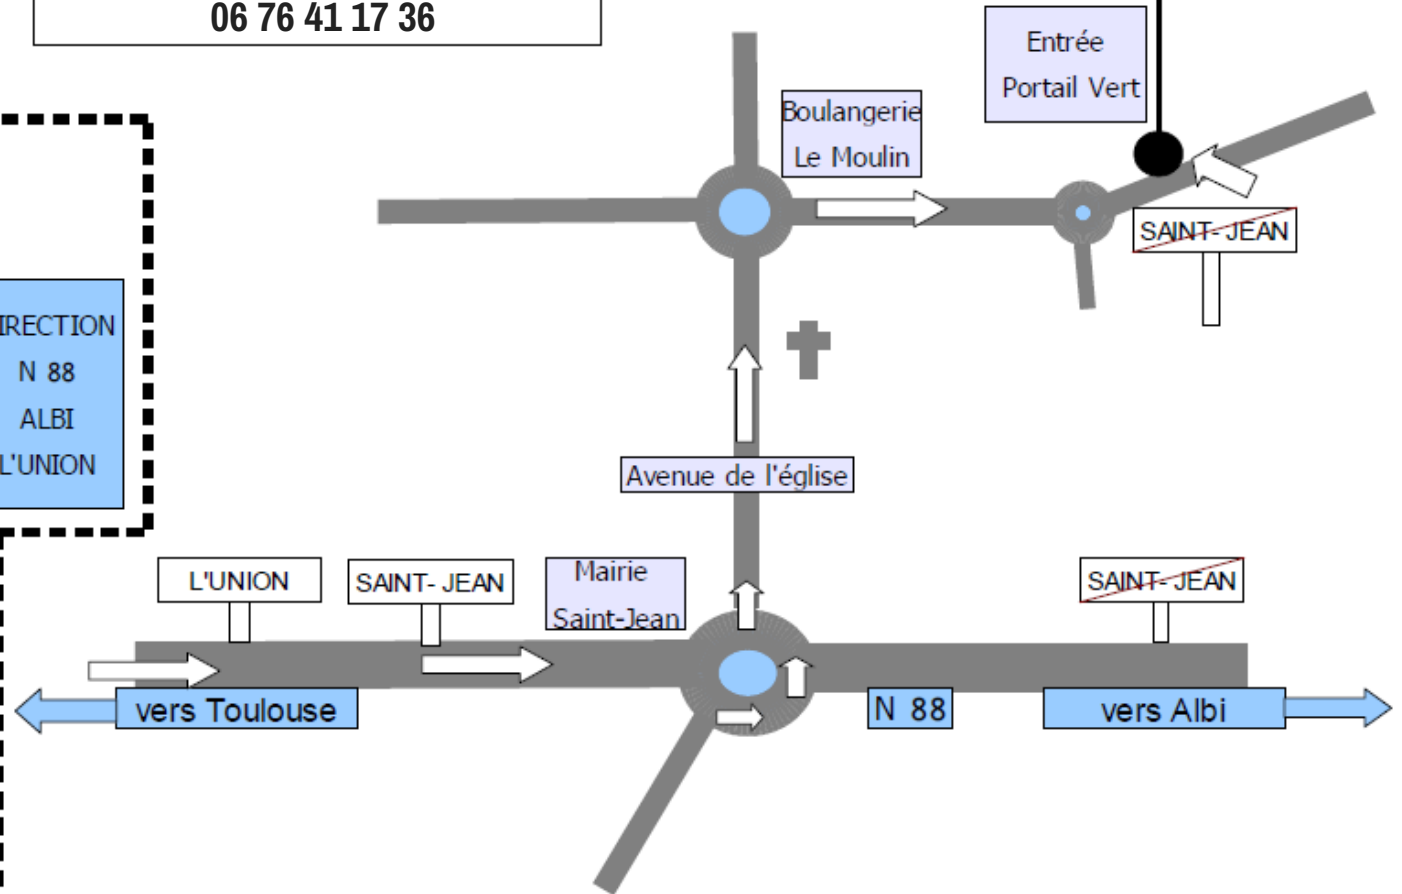 06 76 41 17 36
Entrée
Portail Vert
Boulangerie
Le Moulin
SAINT-JEAN
IRECTION
N 88
ALBI
L'UNION
Avenue de l'église
L'UNION
SAINT-JEAN
Mairie
Saint-Jean
SAINT-JEAN
vers Toulouse
N 88
vers Albi